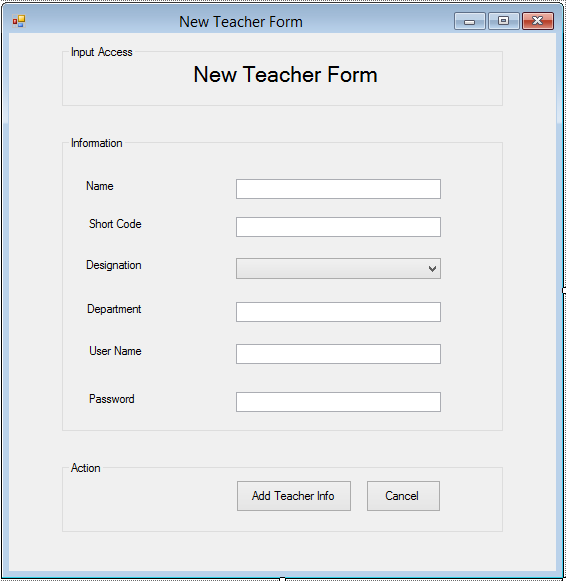 New Teacher Form
Input Access
New Teacher Form
Information
Name
Short Code
Designation
Department
User Name
Password
Action
Add Teacher Info Cancel